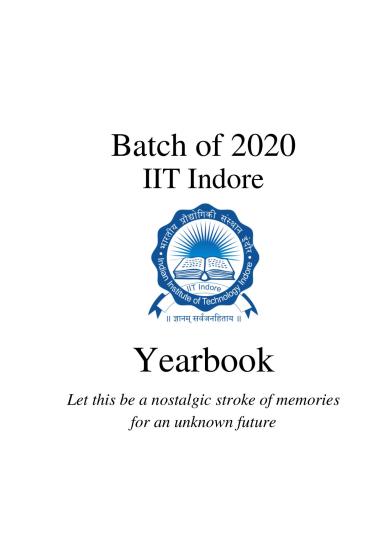 Batch of 2020
IIT Indore
भारतीय प्रौद्योगिकी संस्थान इंदौर
IIT Indore
Indian Institute of Technology Indore
॥ ज्ञानम् सर्वजनहिताय ॥
Yearbook
Let this be a nostalgic stroke of memories
for an unknown future